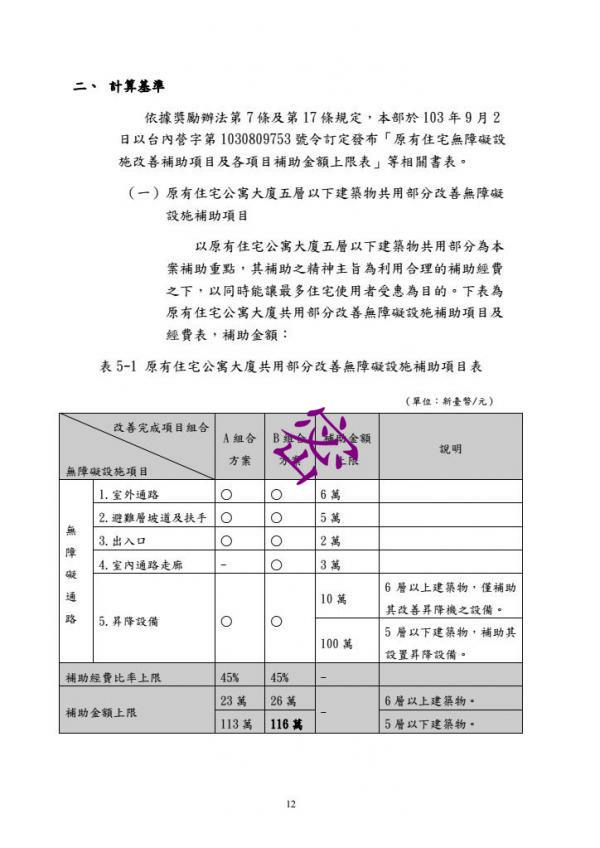 二、 計算基準
依據獎勵辦法第 7 條及第 17 條規定，本部於 103 年 9 月 2
日以台內營字第 1030809753 號令訂定發布「原有住宅無障礙設
施改善補助項目及各項目補助金額上限表」等相關書表。
（一）原有住宅公寓大廈五層以下建築物共用部分改善無障礙
設施補助項目
以原有住宅公寓大廈五層以下建築物共用部分為本
案補助重點，其補助之精神主旨為利用合理的補助經費
之下，以同時能讓最多住宅使用者受惠為目的。下表為
原有住宅公寓大廈共用部分改善無障礙設施補助項目及
經費表，補助金額：
表 5-1 原有住宅公寓大廈共用部分改善無障礙設施補助項目表
（單位：新臺幣/元）
改善完成項目組合
無障礙設施項目
A 組合
方案
B 組合
方案
補助金額
上限
說明
無障礙通路
1.室外通路 ○ ○ 6 萬
2.避難層坡道及扶手 ○ ○ 5 萬
3.出入口 ○ ○ 2 萬
4.室內通路走廊 - ○ 3 萬
5.昇降設備 ○ ○
10 萬 6 層以上建築物，僅補助
其改善昇降機之設備。
100 萬 5 層以下建築物，補助其
設置昇降設備。
補助經費比率上限 45% 45% -
補助金額上限 23 萬 26 萬 - 6 層以上建築物。
113 萬 116 萬 5 層以下建築物。
12